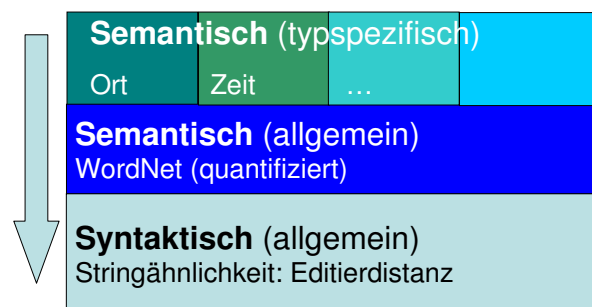 Semantisch (typspezifisch)
Ort Zeit …
Semantisch (allgemein)
WordNet (quantifiziert)
Syntaktisch (allgemein)
Stringähnlichkeit: Editierdistanz